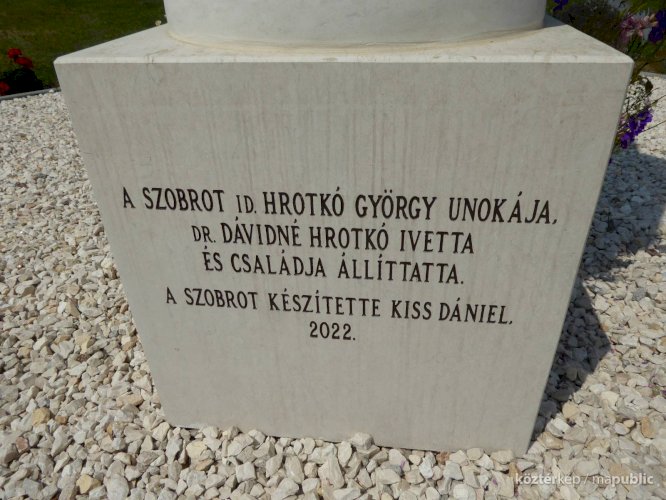 A SZOBROT ID. HROTKÓ GYÖRGY UNOKÁJA,
DR. DÁVIDNÉ HROTKÓ IVETTA
ÉS CSALÁDJA ÁLLÍTTATTA.
A SZOBROT KÉSZÍTETTE KISS DÁNIEL.
2022.
köztérkép / mapublic